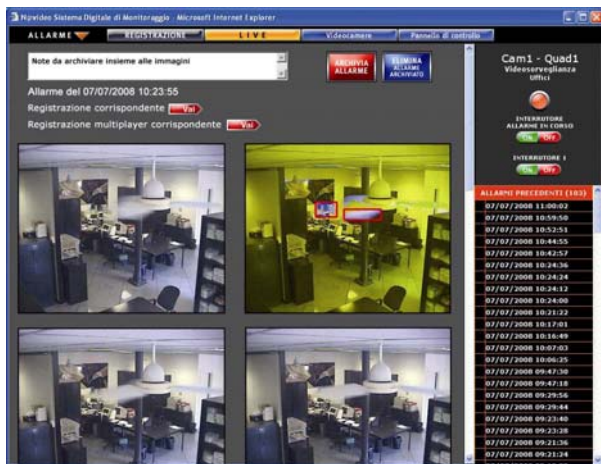 Nuvideo Sistema Digitale di Monitoraggio - Microsoft Internet Explorer
ALLARME
REGISTRAZIONE
LIVE
Videocamere
Pannello di controllo
Note da archiviare insieme alle immagini
ARCHIVIA
ALLARME
ELIMINA
ALLARME
ARCHIVIATO
Allarme del 07/07/2008 10:23:55
Registrazione corrispondente
Vai
Registrazione multiplayer corrispondente
Vai
Cam1 - Quad1
Videoserveglianza
Uffici
INTERRUTORE
ALLARME IN CORSO
On
Off
INTERRUTORE 1
On
Off
ALLARMI PRECEDENTI (103)
07/07/2008 11:00:02
07/07/2008 10:59:50
07/07/2008 10:52:51
07/07/2008 10:44:55
07/07/2008 10:42:57
07/07/2008 10:24:36
07/07/2008 10:24:24
07/07/2008 10:24:12
07/07/2008 10:24:00
07/07/2008 10:21:22
07/07/2008 10:17:01
07/07/2008 10:16:49
07/07/2008 10:07:03
07/07/2008 10:06:25
07/07/2008 09:47:30
07/07/2008 09:47:18
07/07/2008 09:29:56
07/07/2008 09:29:44
07/07/2008 09:23:40
07/07/2008 09:23:28
07/07/2008 09:21:36
07/07/2008 09:21:24